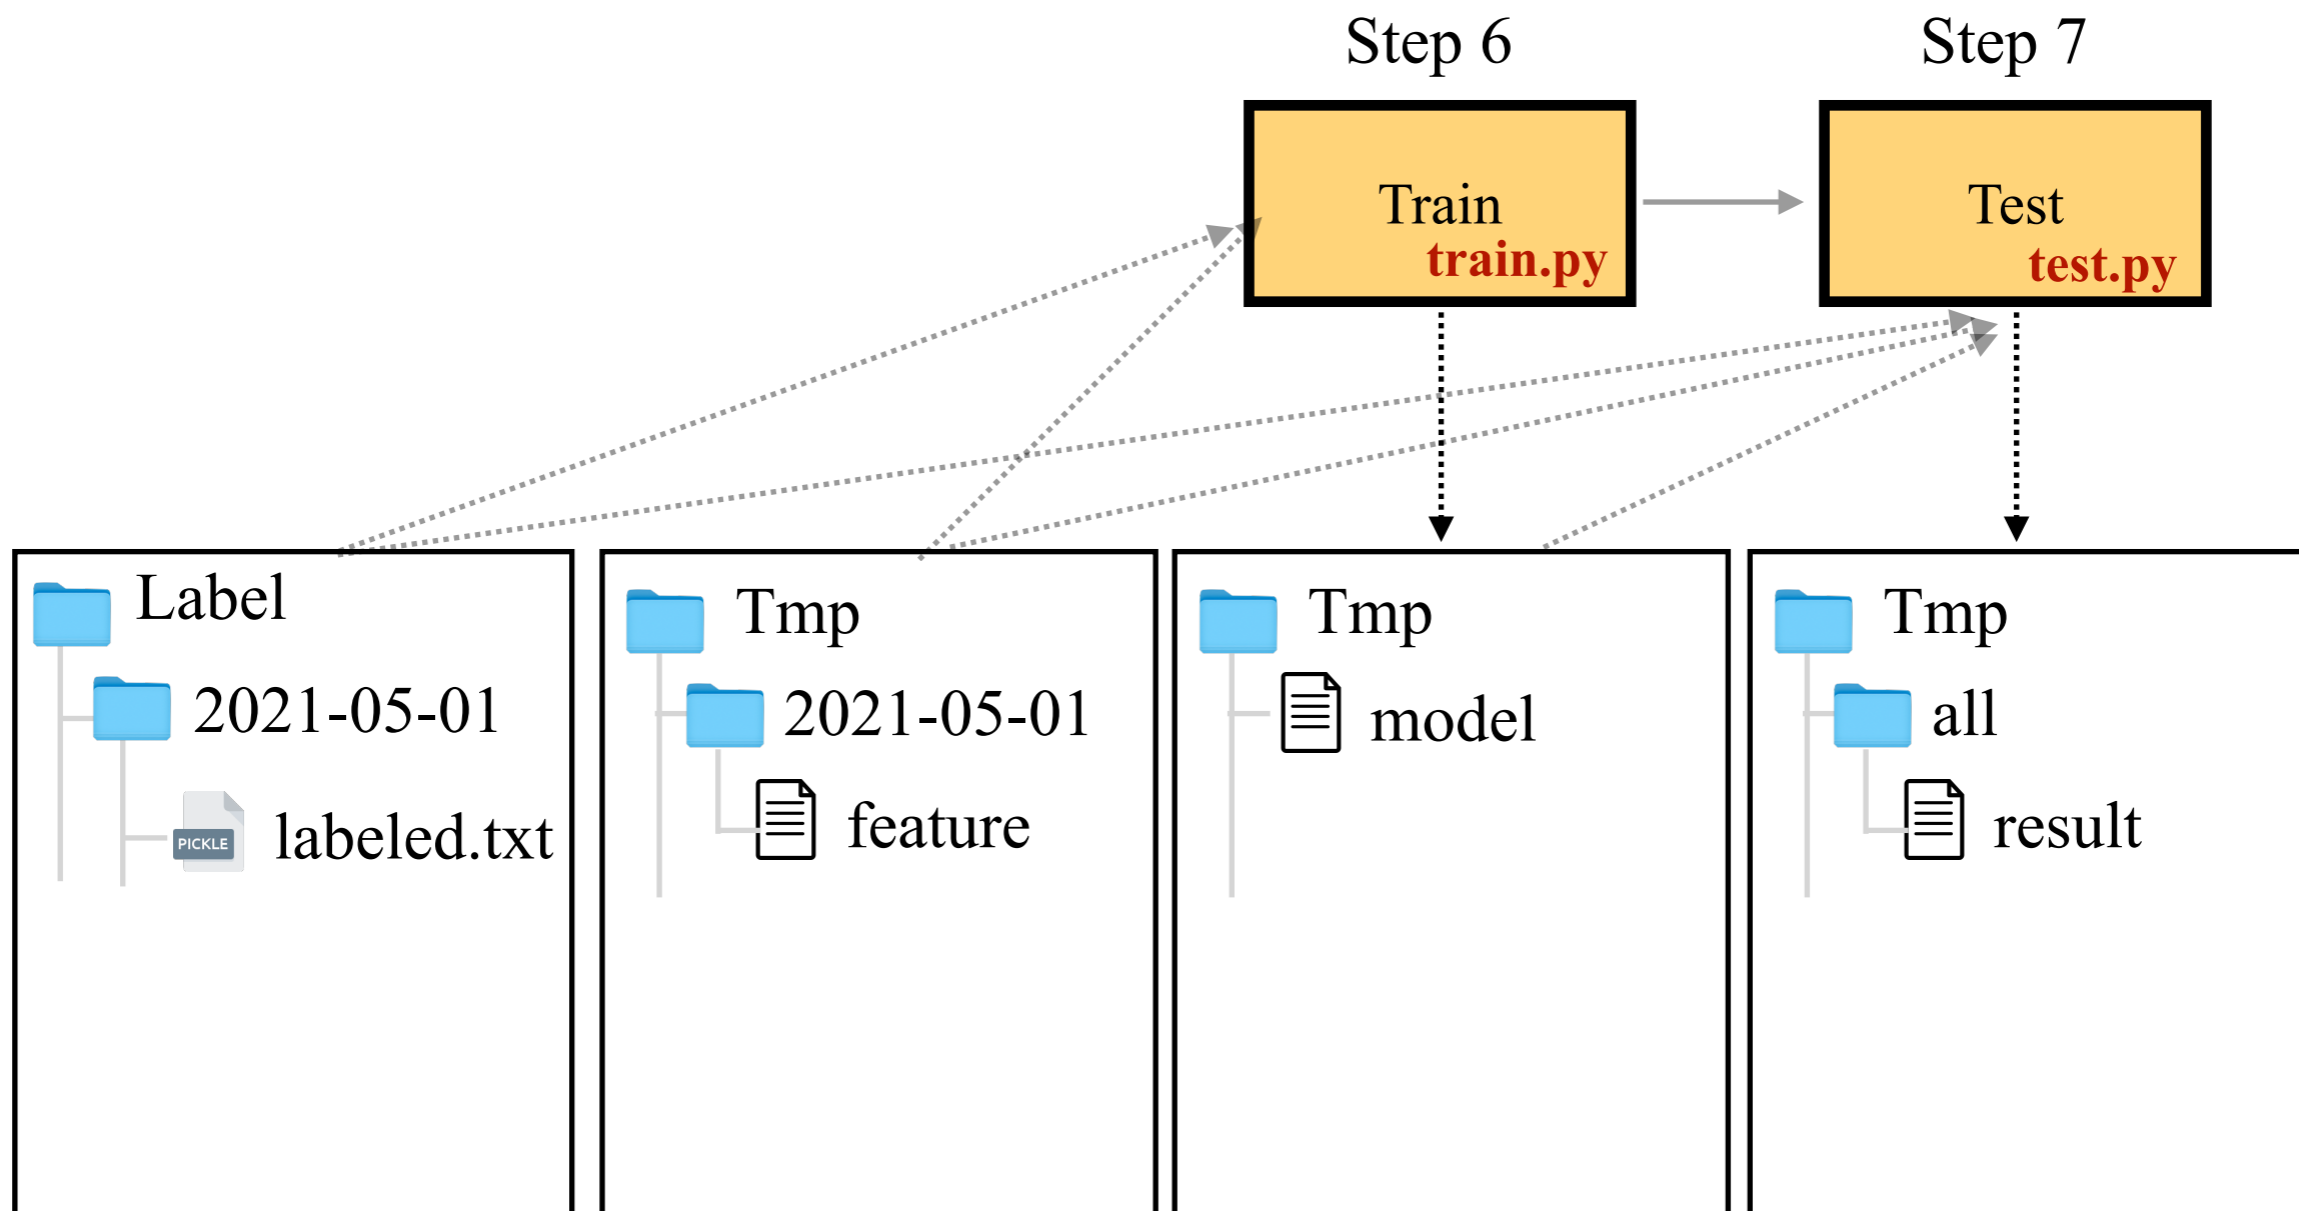 Step 6
Step 7
Train
train.py
Test
test.py
Label
2021-05-01
PICKLE
labeled.txt
Tmp
2021-05-01
feature
Tmp
model
Tmp
all
result